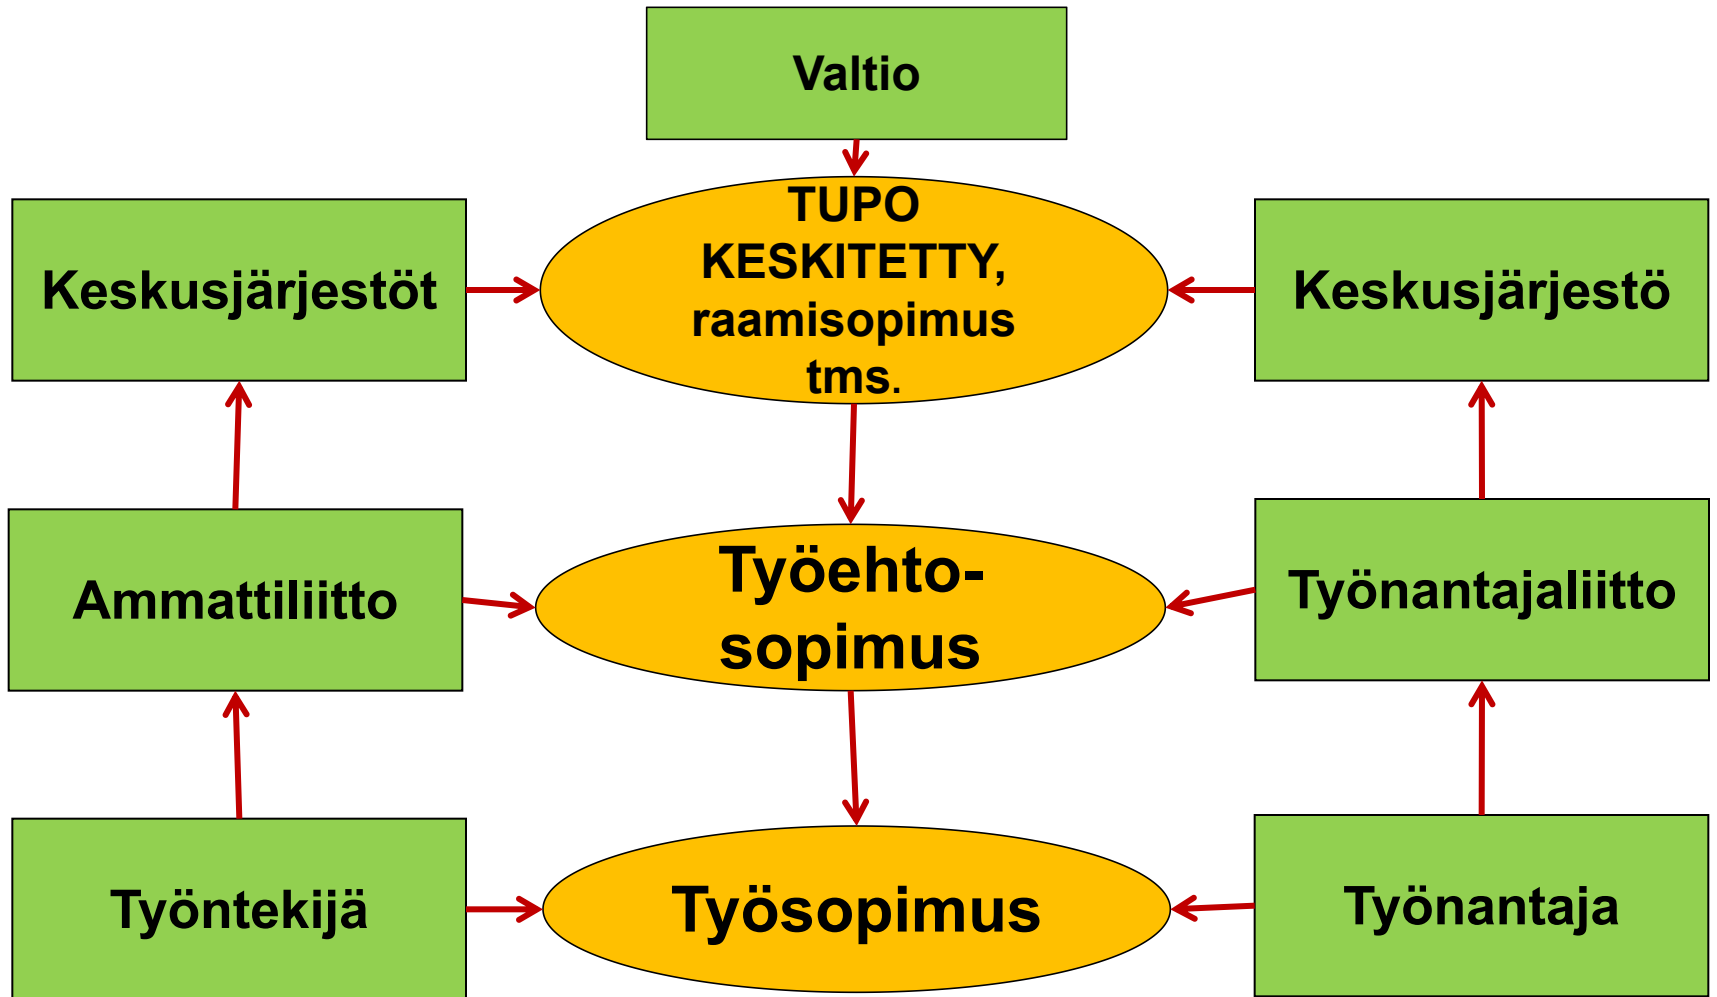 Valtio
TUPO
KESKITETTY,
raamisopimus
tms.
Keskusjärjestöt
Keskusjärjestö
Työehto-
sopimus
Ammattiliitto
Työnantajaliitto
Työntekijä
Työsopimus
Työnantaja